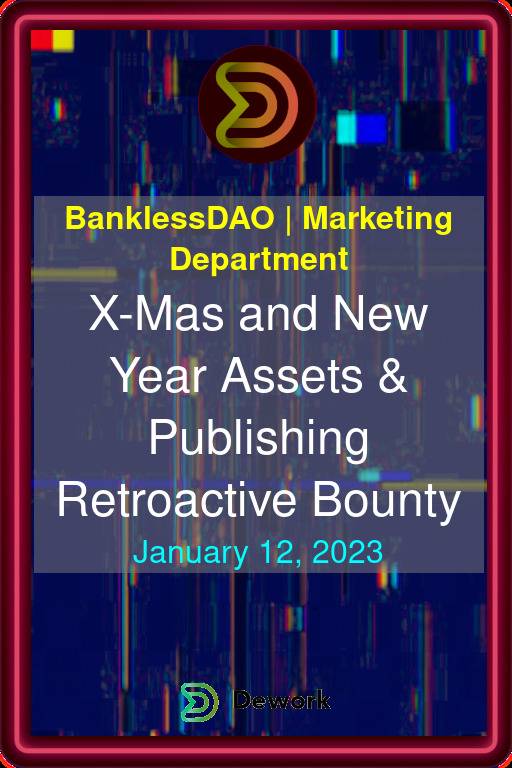 BanklessDAO | Marketing
Department
X-Mas and New
Year Assets &
Publishing
Retroactive Bounty
January 12, 2023
Dework